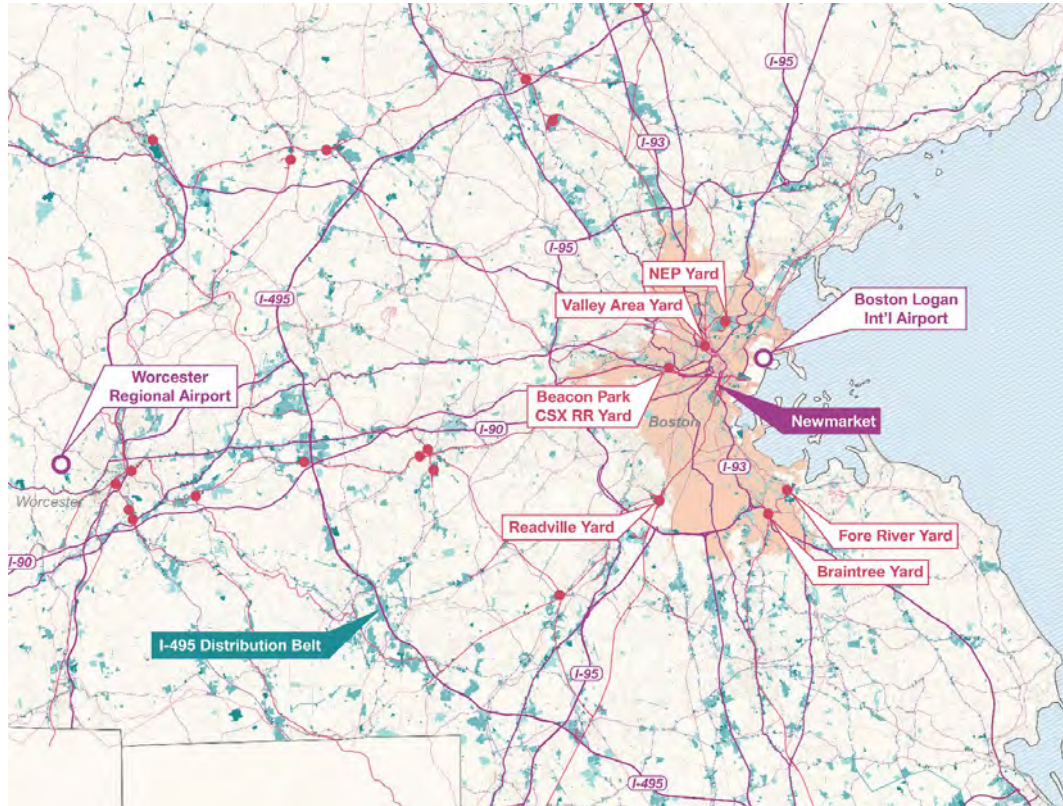 I-95
I-93
I-95
I-495
NEP Yard
Valley Area Yard
Boston Logan
Int'l Airport
Worcester
Regional Airport
Beacon Park
CSX RR Yard
Boston
Newmarket
I-90
I-93
Worcester
Readville Yard
Fore River Yard
I-90
Braintree Yard
I-495 Distribution Belt
I-95
I-495